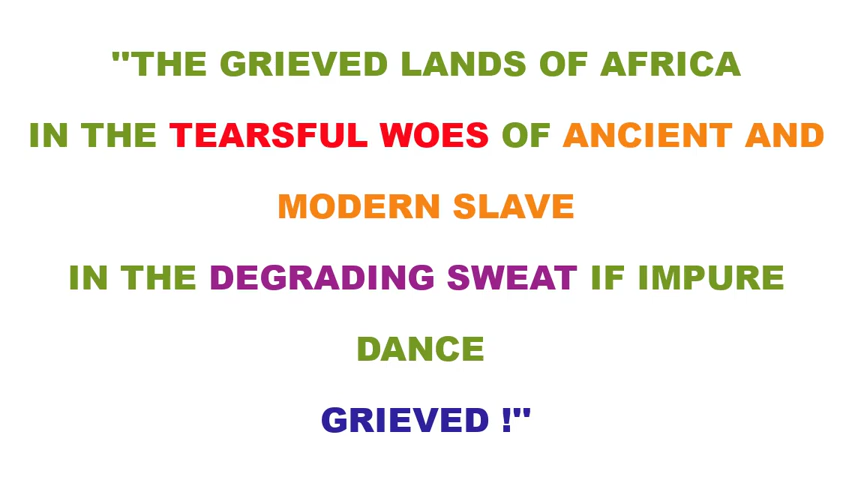 "THE GRIEVED LANDS OF AFRICA
IN THE TEARSFUL WOES OF ANCIENT AND
MODERN SLAVE
IN THE DEGRADING SWEAT IF IMPURE
DANCE
GRIEVED !"